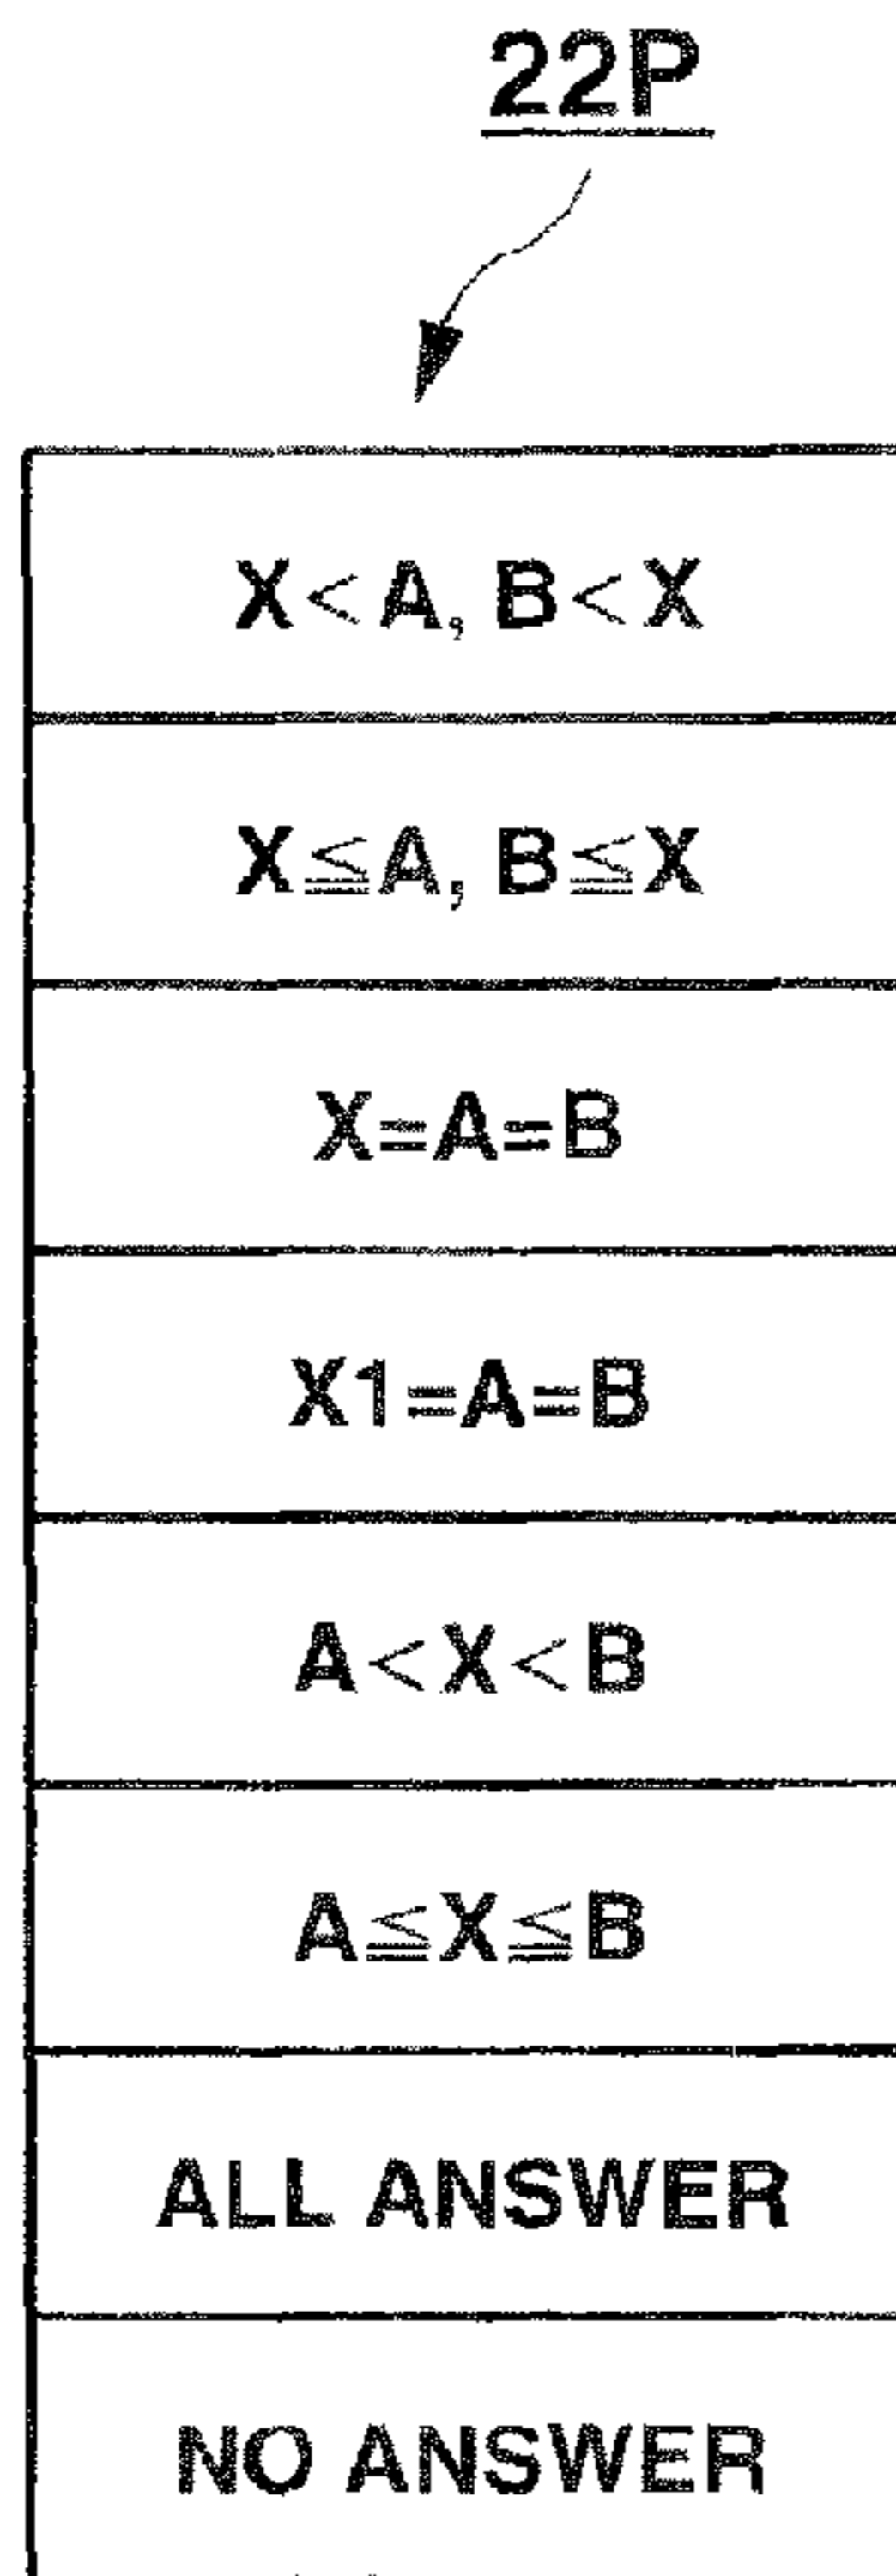 22P
X<A, B<X
X≦A, B≦X
X=A=B
X1=A=B
A<X<B
A≦X≦B
ALL ANSWER
NO ANSWER